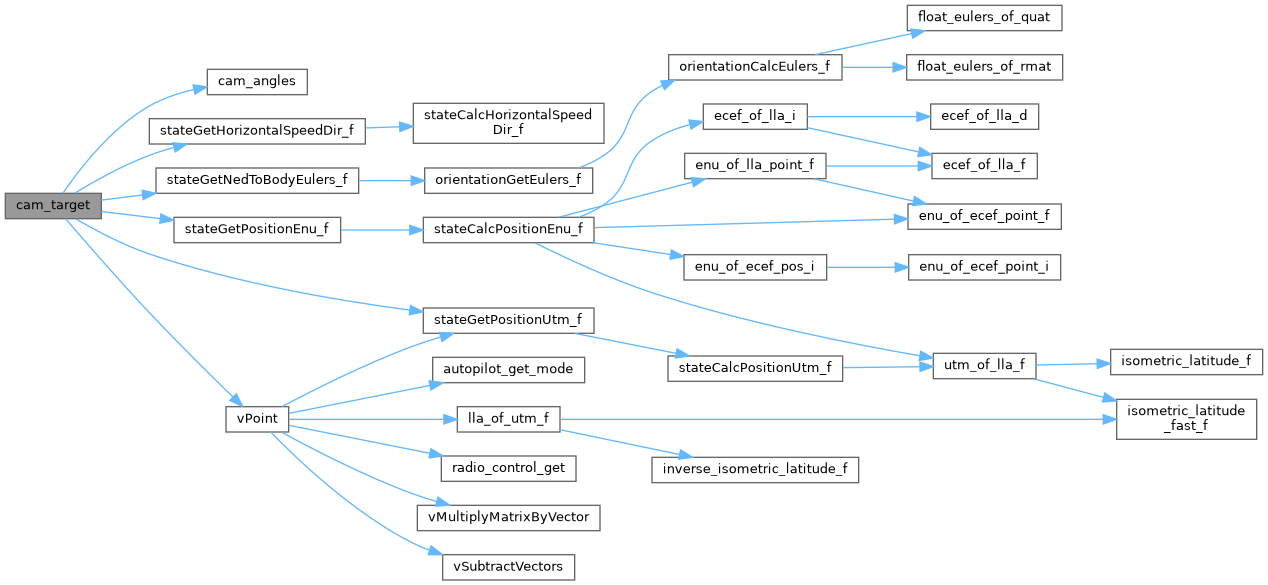 float_eulers_of_quat
orientationCalcEulers_f
float_eulers_of_rmat
cam_angles
stateCalcHorizontalSpeed
Dir_f
ecef_of_lla_i
ecef_of_lla_d
stateGetHorizontalSpeedDir_f
enu_of_lla_point_f
ecef_of_lla_f
stateGetNedToBodyEulers_f
orientationGetEulers_f
cam_target
stateGetPositionEnu_f
stateCalcPositionEnu_f
enu_of_ecef_point_f
enu_of_ecef_pos_i
enu_of_ecef_point_i
stateGetPositionUtm_f
stateCalcPositionUtm_f
utm_of_lla_f
isometric_latitude_f
autopilot_get_mode
vPoint
lla_of_utm_f
isometric_latitude
_fast_f
radio_control_get
inverse_isometric_latitude_f
vMultiplyMatrixByVector
vSubtractVectors